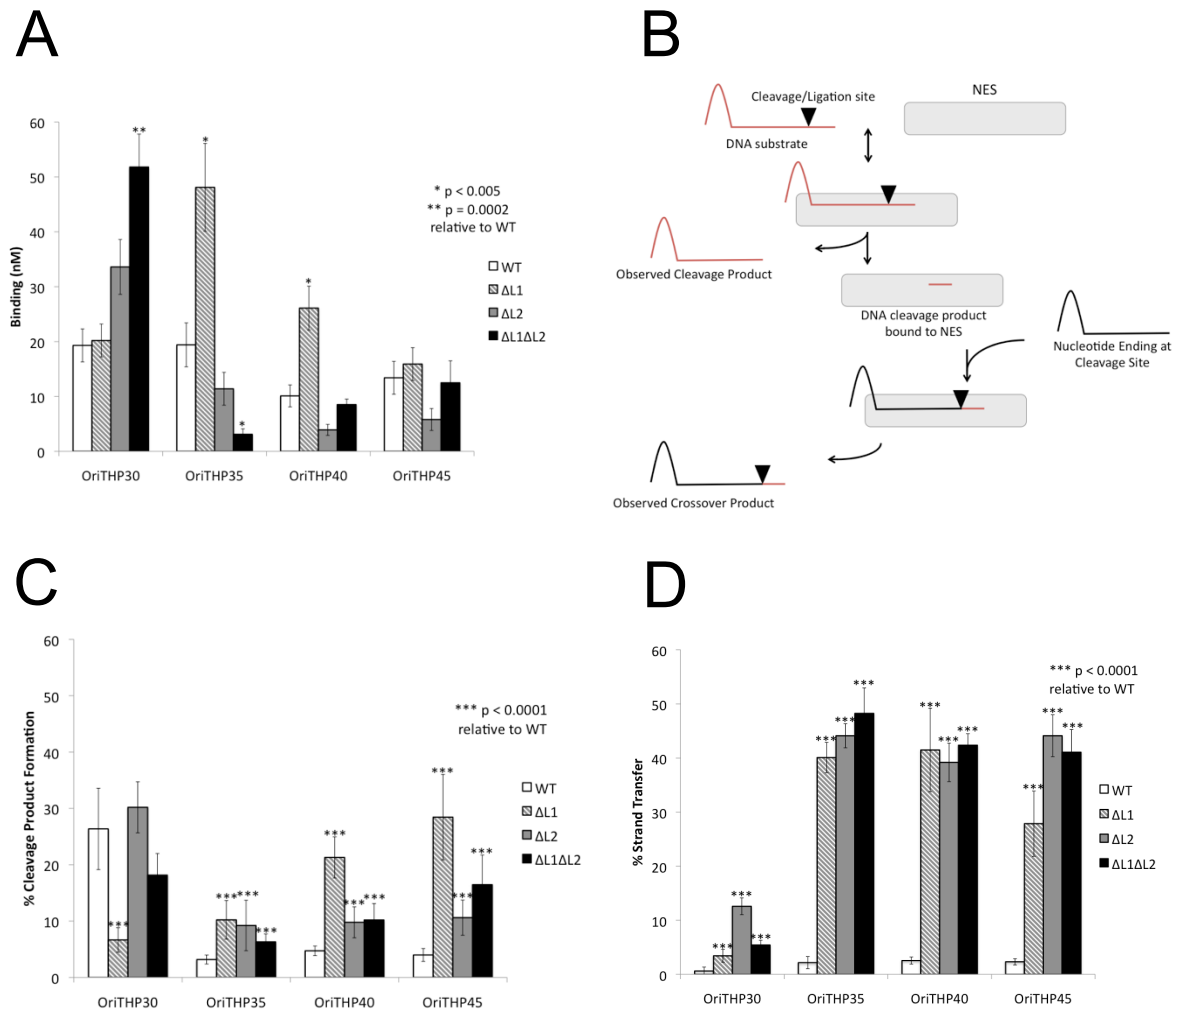 A
60
50
40
30
20
10
0
Binding (nM)
**
*
*
*
* p < 0.005
** p = 0.0002
relative to WT
WT
ΔL1
ΔL2
ΔL1ΔL2
OriTHP30 OriTHP35 OriTHP40 OriTHP45
B
Cleavage/Ligation site
NES
DNA substrate
Observed Cleavage Product
DNA cleavage product
bound to NES
Nucleotide Ending at
Cleavage Site
Observed Crossover Product
C
60
50
40
30
20
10
0
% Cleavage Product Formation
***
*** *** ***
*** *** ***
*** *** ***
*** p < 0.0001
relative to WT
WT
ΔL1
ΔL2
ΔL1ΔL2
OriTHP30 OriTHP35 OriTHP40 OriTHP45
D
60
50
40
30
20
10
0
% Strand Transfer
*** *** ***
*** *** ***
*** *** ***
*** *** ***
*** p < 0.0001
relative to WT
WT
ΔL1
ΔL2
ΔL1ΔL2
OriTHP30 OriTHP35 OriTHP40 OriTHP45